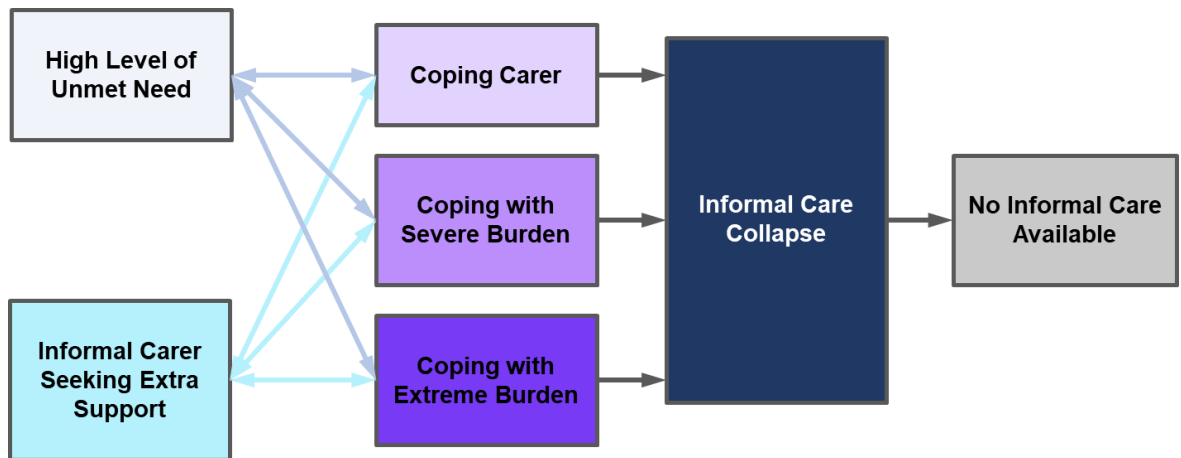 High Level of
Unmet Need
Coping Carer
Coping with
Severe Burden
Informal Care
Collapse
No Informal Care
Available
Informal Carer
Seeking Extra
Support
Coping with
Extreme Burden